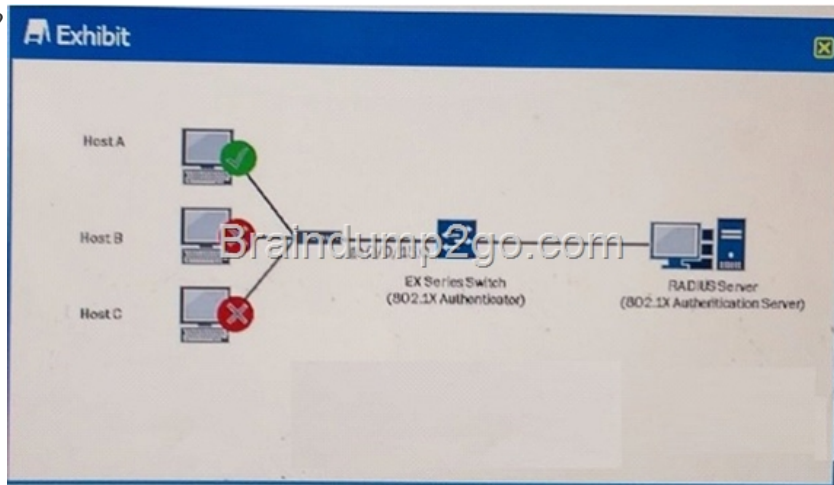 ?
Exhibit
Host A
Host B
Host C
Braindump2go.com
EX Series Switch
(802.1X Authenticator)
RADIUS Server
(802.1X Authentication Server)